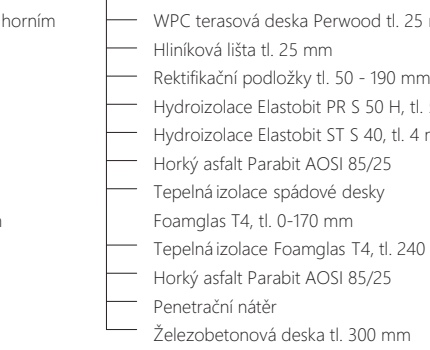 horním
WPC terasová deska Perwood tl. 25
Hliníková lišta tl. 25 mm
Rektifikační podložky tl. 50 - 190 mm
Hydroizolace Elastobit PR S 50 H, tl.
Hydroizolace Elastobit ST S 40, tl. 4
Horký asfalt Parabit AOSI 85/25
Tepelná izolace spádové desky
Foamglas T4, tl. 0-170 mm
Tepelná izolace Foamglas T4, tl. 240
Horký asfalt Parabit AOSI 85/25
Penetrační nátěr
Železobetonová deska tl. 300 mm